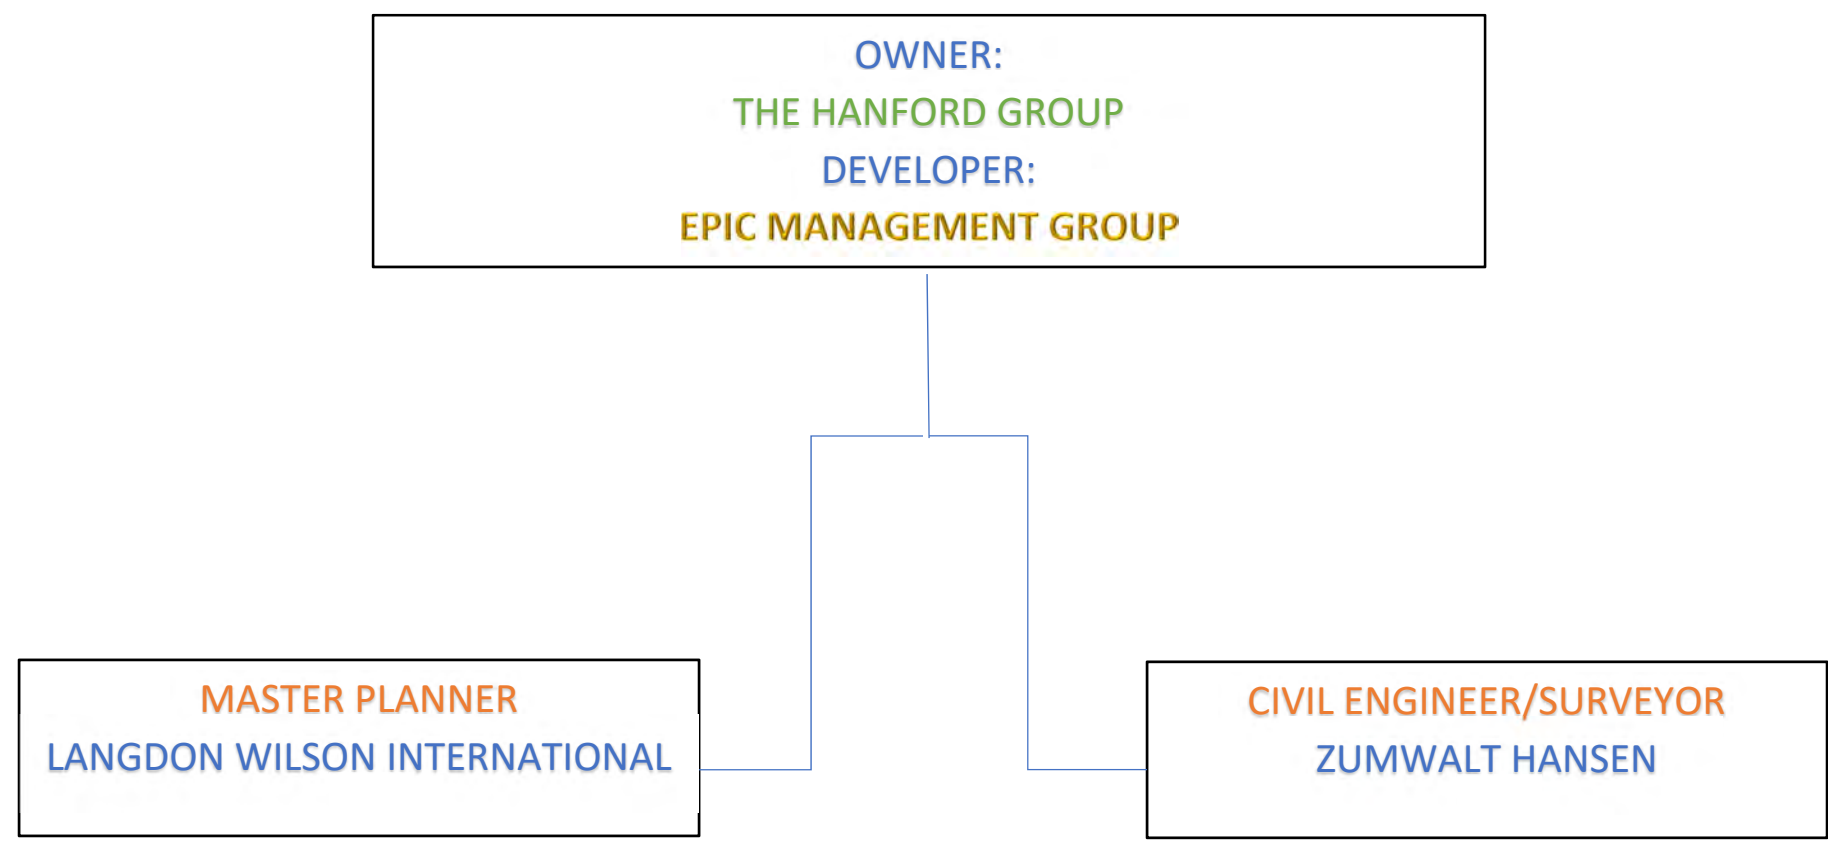 OWNER:
THE HANFORD GROUP
DEVELOPER:
EPIC MANAGEMENT GROUP
MASTER PLANNER
LANGDON WILSON INTERNATIONAL
CIVIL ENGINEER/SURVEYOR
ZUMWALT HANSEN